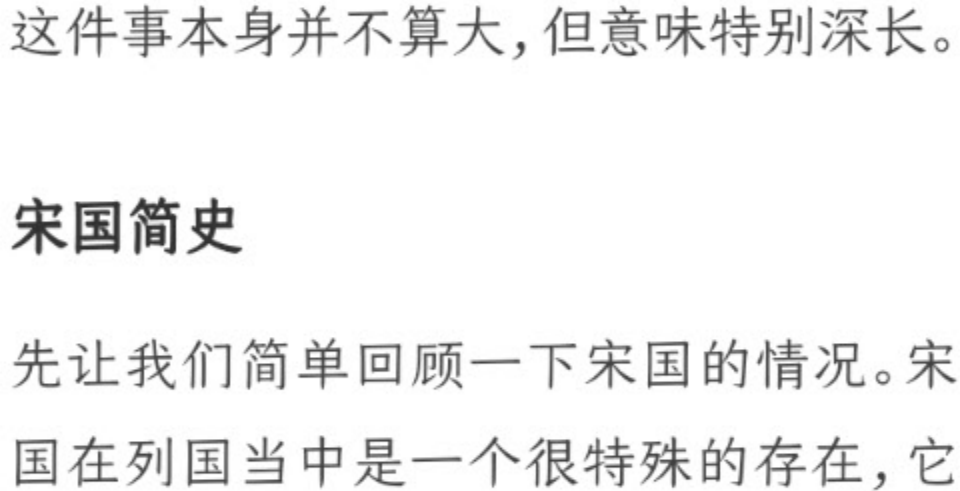 这件事本身并不算大，但意味特别深长。
宋国简史
先让我们简单回顾一下宋国的情况。宋
国在列国当中是一个很特殊的存在，它